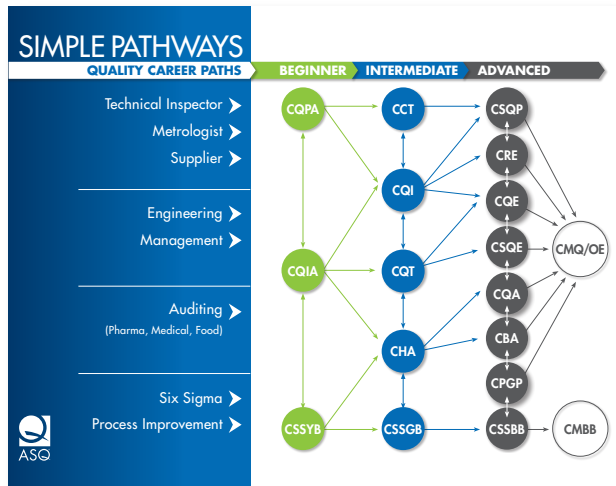 SIMPLE PATHWAYS
QUALITY CAREER PATHS
BEGINNER
INTERMEDIATE
ADVANCED
Technical Inspector
Metrologist
Supplier
Engineering
Management
Auditing
(Pharma, Medical, Food)
Six Sigma
Process Improvement
ASQ
CQPA
CQIA
CSSYB
CCT
CQI
CQT
CHA
CSSGB
CSQP
CRE
CQE
CSQE
CQA
CBA
CPGP
CSSBB
CMQ/OE
CMBB